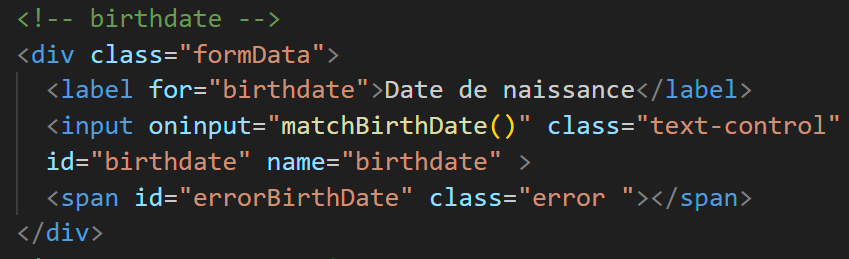 <!-- birthdate -->
<div class="formData">
<label for="birthdate">Date de naissance</label>
<input oninput="matchBirthDate()" class="text-control"
id="birthdate" name="birthdate" >
<span id="errorBirthDate" class="error "></span>
</div>